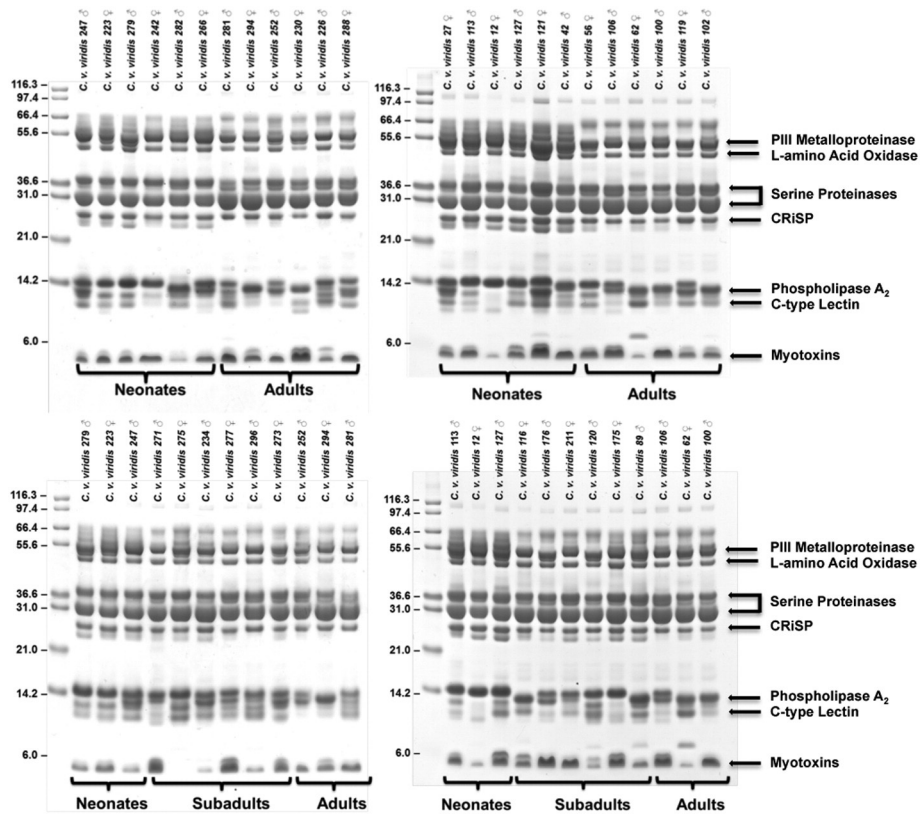 C. v. viridis 247 ♂
C. v. viridis 223 ♀
C. v. viridis 279 ♂
C. v. viridis 242 ♀
C. v. viridis 282 ♂
C. v. viridis 266 ♀
C. v. viridis 281 ♂
C. v. viridis 294 ♀
C. v. viridis 252 ♂
C. v. viridis 230 ♀
C. v. viridis 226
C. v. viridis 288
116.3
97.4
66.4
55.6
36.6
31.0
21.0
14.2
6.0
Neonates
Adults
C. v. viridis 27 ♀
C. v. viridis 113 ♂
C. v. viridis 12 ♀
C. v. viridis 127 ♂
C. v. viridis 121 ♀
C. v. viridis 42 ♂
C. v. viridis 56 ♀
C. v. viridis 106 ♂
C. v. viridis 62 ♀
C. v. viridis 100 ♂
C. v. viridis 119 ♀
C. v. viridis 102 ♂
116.3
97.4
66.4
55.6
36.6
31.0
21.0
14.2
6.0
PIII Metalloproteinase
L-amino Acid Oxidase
Serine Proteinases
CRiSP
Phospholipase A₂
C-type Lectin
Myotoxins
Neonates
Adults
C. v. viridis 279 ♂
C. v. viridis 223 ♀
C. v. viridis 247 ♂
C. v. viridis 271
C. v. viridis 275
C. v. viridis 234
C. v. viridis 277
C. v. viridis 296
C. v. viridis 273
C. v. viridis 252 ♂
C. v. viridis 294 ♀
C. v. viridis 281 ♂
116.3
97.4
66.4
55.6
36.6
31.0
21.0
14.2
6.0
Neonates
Subadults
Adults
C. v. viridis 113 ♂
C. v. viridis 12 ♀
C. v. viridis 127 ♂
C. v. viridis 116 ♀
C. v. viridis 176
C. v. viridis 211
C. v. viridis 120
C. v. viridis 175
C. v. viridis 89
C. v. viridis 106 ♂
C. v. viridis 62 ♀
C. v. viridis 100 ♂
116.3
97.4
66.4
55.6
36.6
31.0
21.0
14.2
6.0
PIII Metalloproteinase
L-amino Acid Oxidase
Serine Proteinases
CRiSP
Phospholipase A₂
C-type Lectin
Myotoxins
Neonates
Subadults
Adults